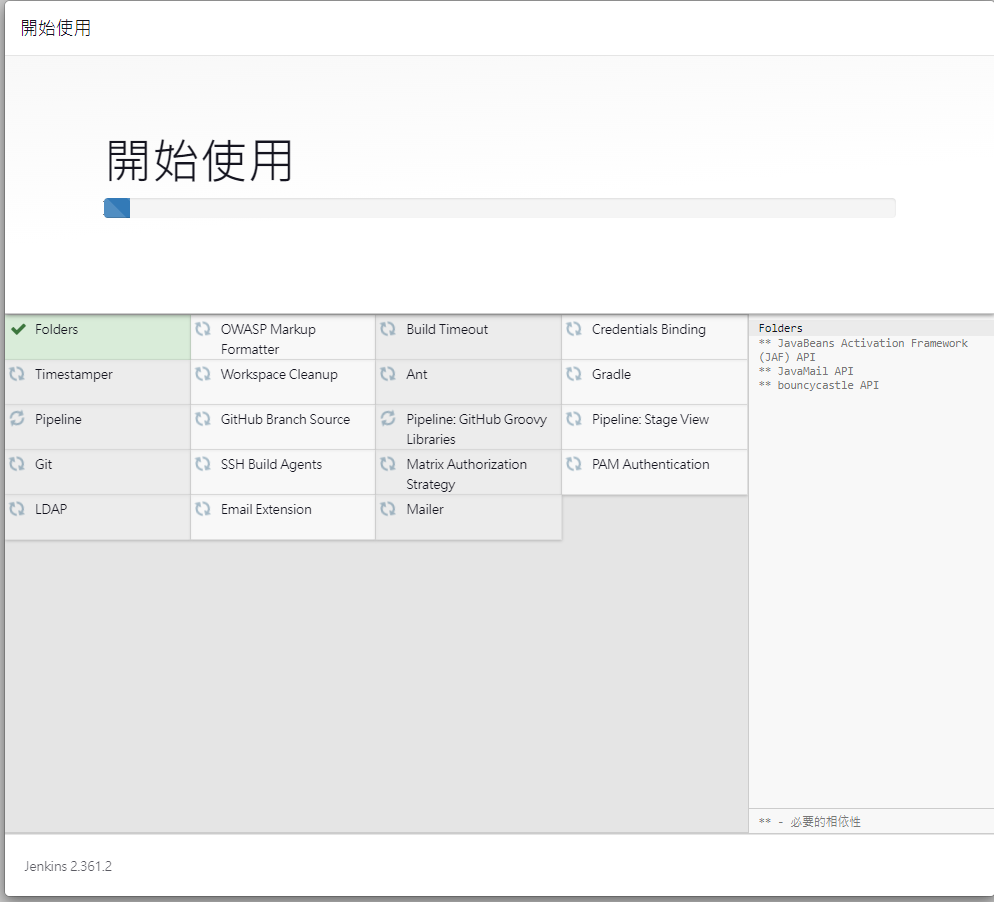 開始使用
開始使用
Folders
OWASP Markup
Formatter
Build Timeout
Credentials Binding
Timestamper
Workspace Cleanup
Ant
Gradle
Pipeline
GitHub Branch Source
Pipeline: GitHub Groovy
Libraries
Pipeline: Stage View
Git
SSH Build Agents
Matrix Authorization
Strategy
PAM Authentication
LDAP
Email Extension
Mailer
Folders
** JavaBeans Activation Framework
(JAF) API
** JavaMail API
** bouncycastle API
** - 必要的相依性
Jenkins 2.361.2